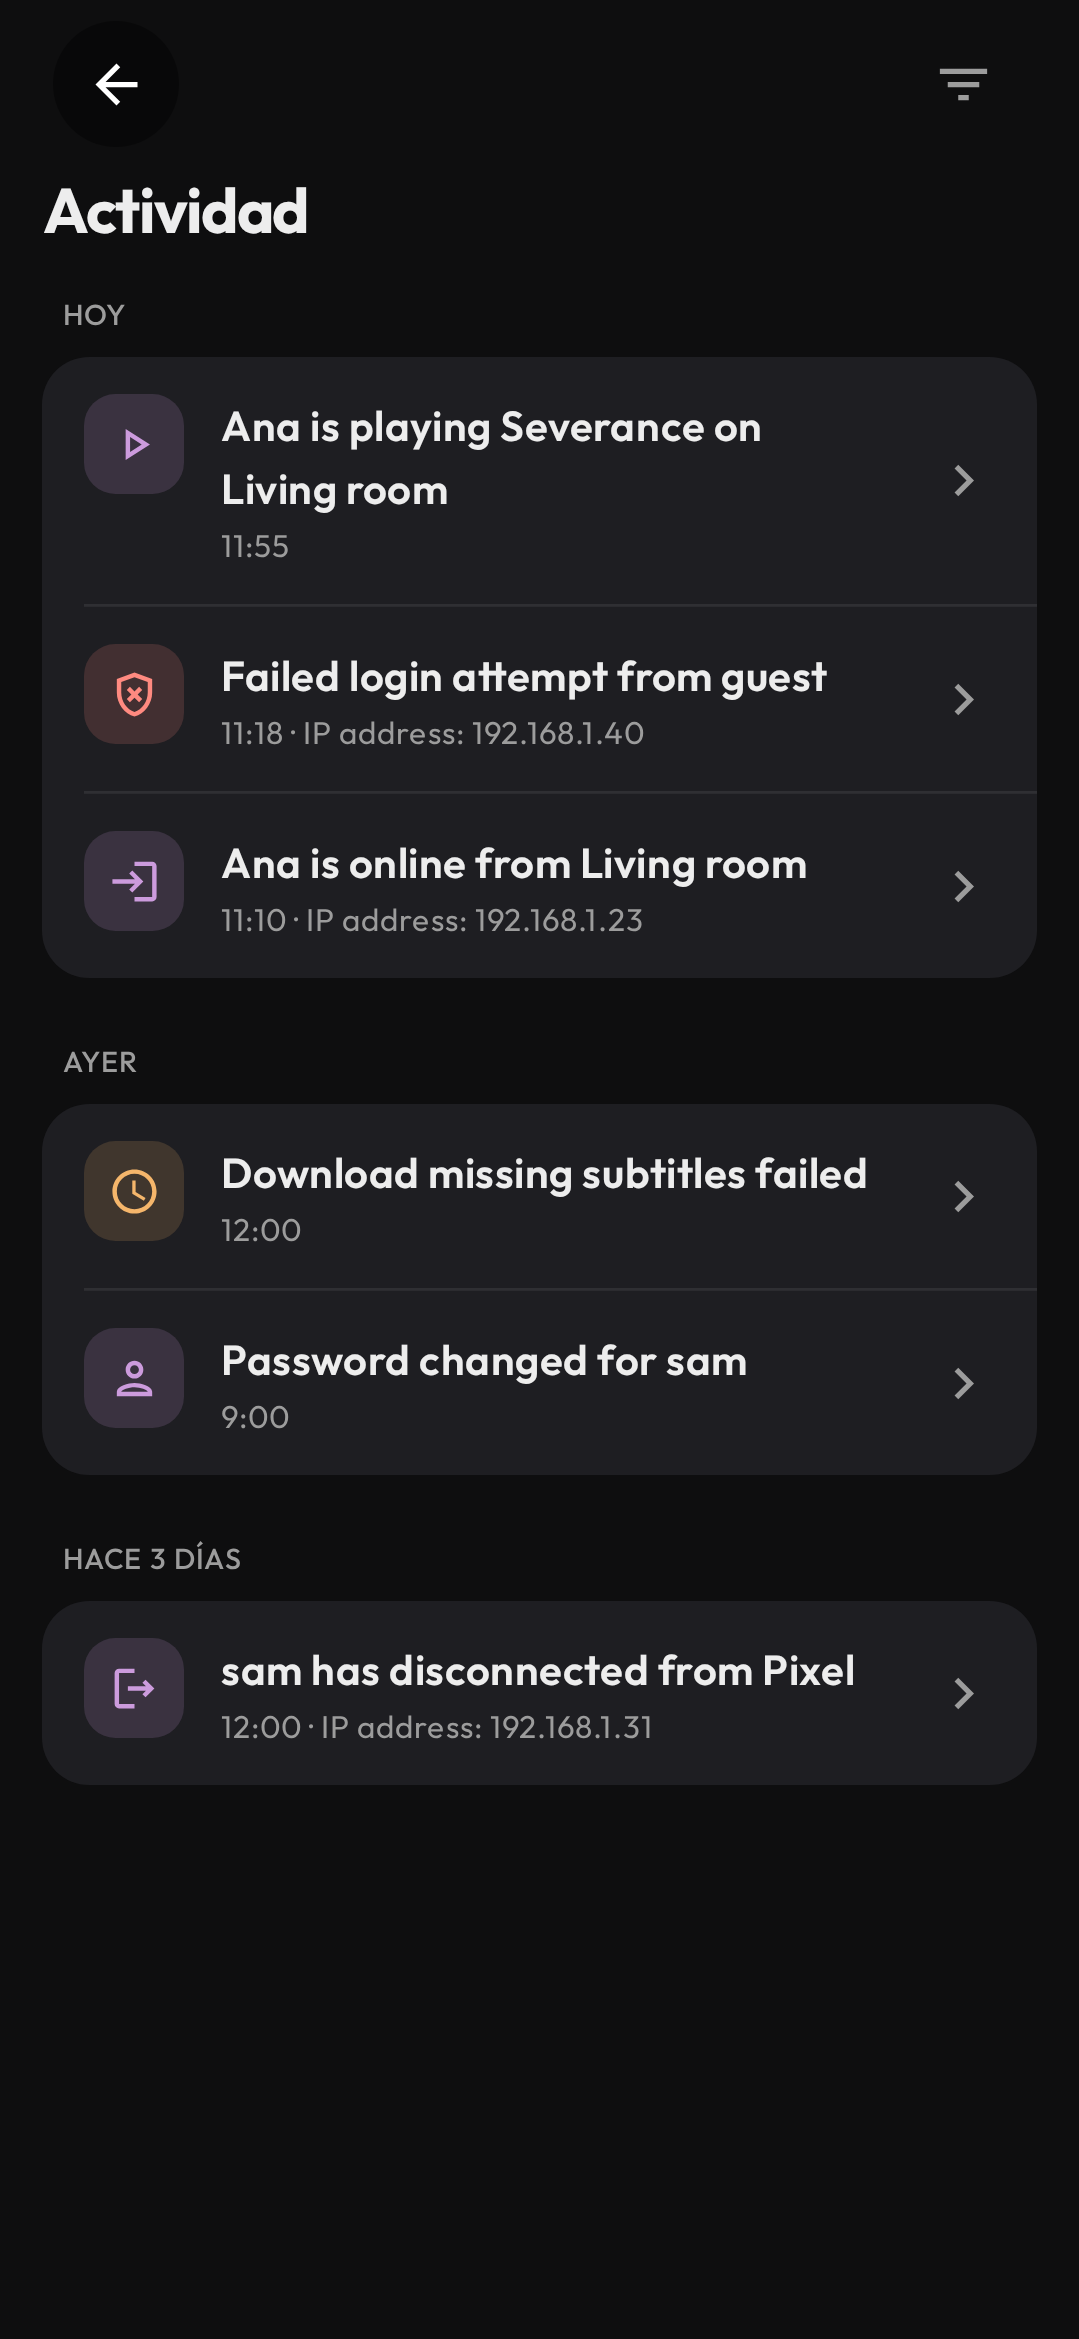 Actividad
HOY
Ana is playing Severance on
Living room
11:55
Failed login attempt from guest
11:18 · IP address: 192.168.1.40
Ana is online from Living room
11:10 · IP address: 192.168.1.23
AYER
Download missing subtitles failed
12:00
Password changed for sam
9:00
HACE 3 DÍAS
sam has disconnected from Pixel
12:00 · IP address: 192.168.1.31